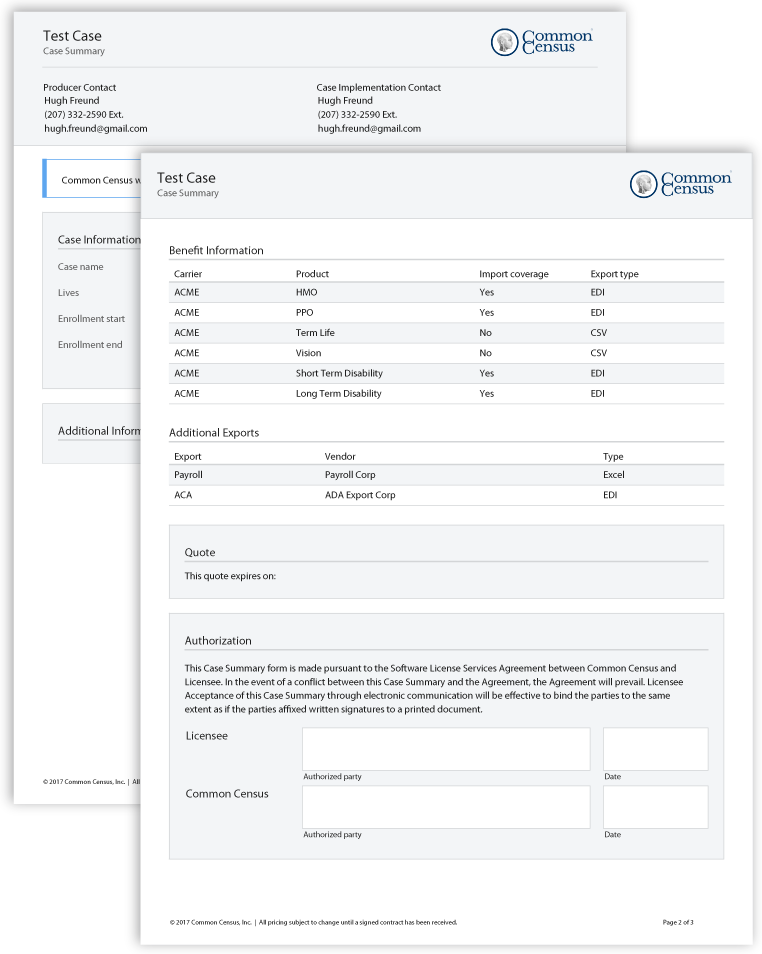 Test Case
Case Summary
Common
Census
Producer Contact
Hugh Freund
(207) 332-2590 Ext.
hugh.freund@gmail.com
Case Implementation Contact
Hugh Freund
(207) 332-2590 Ext.
hugh.freund@gmail.com
Common Census
Case Information
Case name
Lives
Enrollment start
Enrollment end
Additional
© 2017 Common Census, Inc. | All
Test Case
Case Summary
Common
Census
Benefit Information
Carrier Product Import coverage Export type
ACME HMO Yes EDI
ACME PPO Yes EDI
ACME Term Life No CSV
ACME Vision No CSV
ACME Short Term Disability Yes EDI
ACME Long Term Disability Yes EDI
Additional Exports
Export Vendor Type
Payroll Payroll Corp Excel
ACA ADA Export Corp EDI
Quote
This quote expires on:
Authorization
This Case Summary form is made pursuant to the Software License Services Agreement between Common Census and
Licensee. In the event of a conflict between this Case Summary and the Agreement, the Agreement will prevail. Licensee
Acceptance of this Case Summary through electronic communication will be effective to bind the parties to the same
extent as if the parties affixed written signatures to a printed document.
Licensee
Authorized party Date
Common Census
Authorized party Date
© 2017 Common Census, Inc. | All pricing subject to change until a signed contract has been received. Page 2 of 3